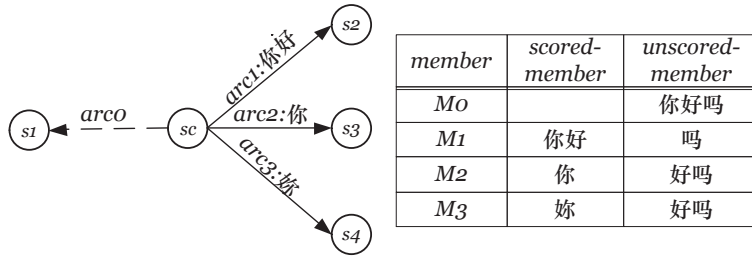 s2
arc1:你好
arc0
s1
sc
arc2:你
s3
arc3:妳
s4
member scored-member unscored-member
M0 你好吗
M1 你好 吗
M2 你 好吗
M3 妳 好吗